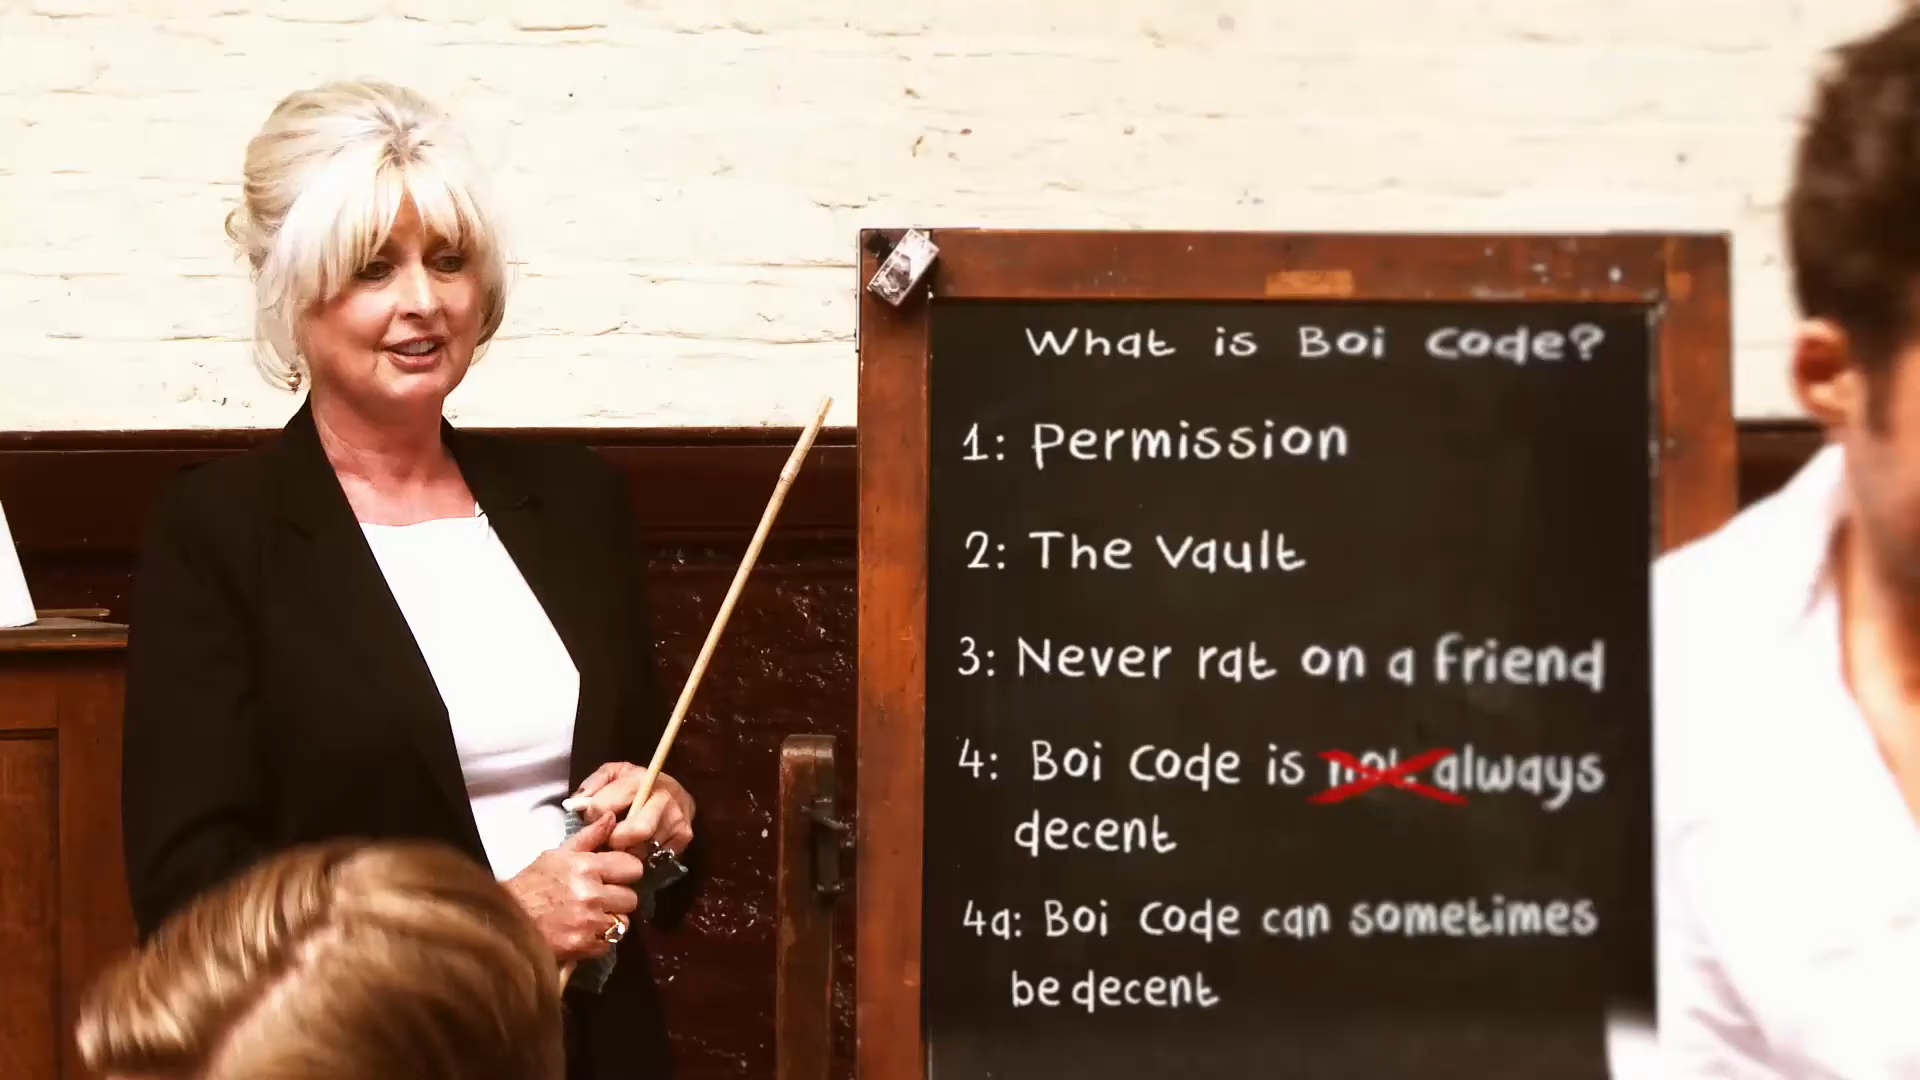 What is Boi Code?
1: Permission
2: The Vault
3: Never rat on a friend
4: Boi Code is not always
decent
4a: Boi Code can sometimes
be decent